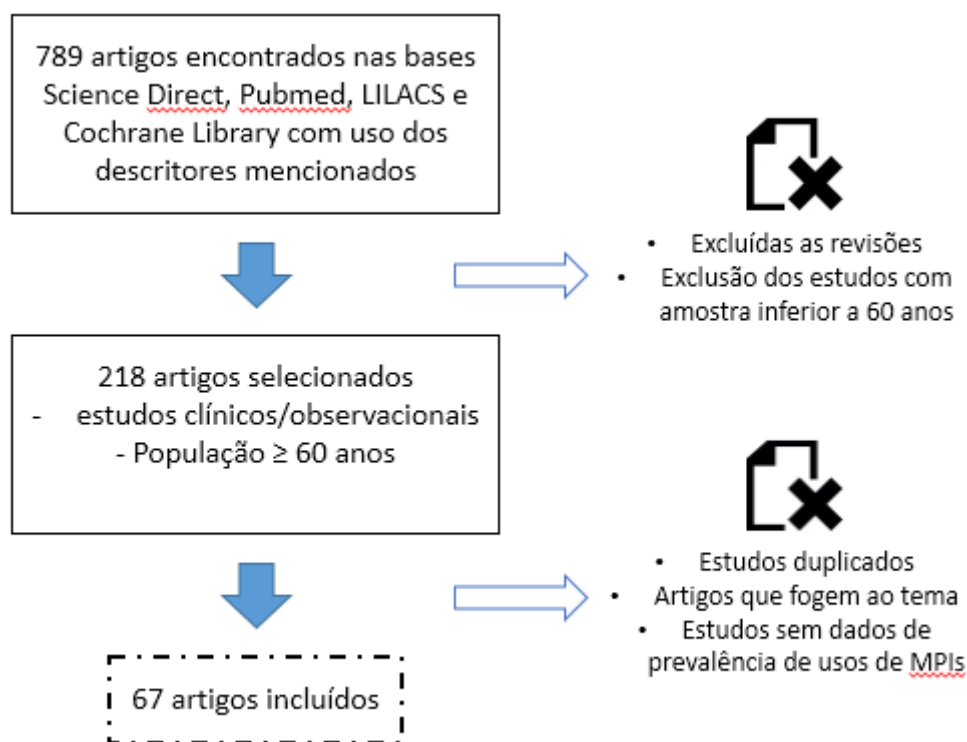 789 artigos encontrados nas bases
Science Direct, Pubmed, LILACS e
Cochrane Library com uso dos
descritores mencionados
• Excluídas as revisões
• Exclusão dos estudos com
amostra inferior a 60 anos
218 artigos selecionados
- estudos clínicos/observacionais
- População ≥ 60 anos
• Estudos duplicados
• Artigos que fogem ao tema
• Estudos sem dados de
prevalência de usos de MPIs
67 artigos incluídos